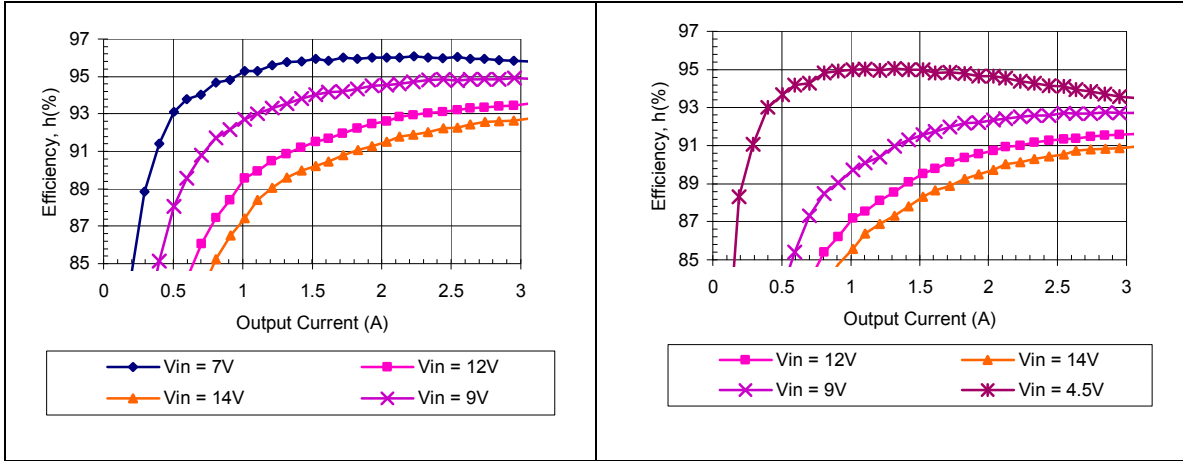 Efficiency, h(%)
97
95
93
91
89
87
85
0 0.5 1 1.5 2 2.5 3
Output Current (A)
Vin = 7V Vin = 12V
Vin = 14V Vin = 9V
Efficiency, h(%)
97
95
93
91
89
87
85
0 0.5 1 1.5 2 2.5 3
Output Current (A)
Vin = 12V Vin = 14V
Vin = 9V Vin = 4.5V